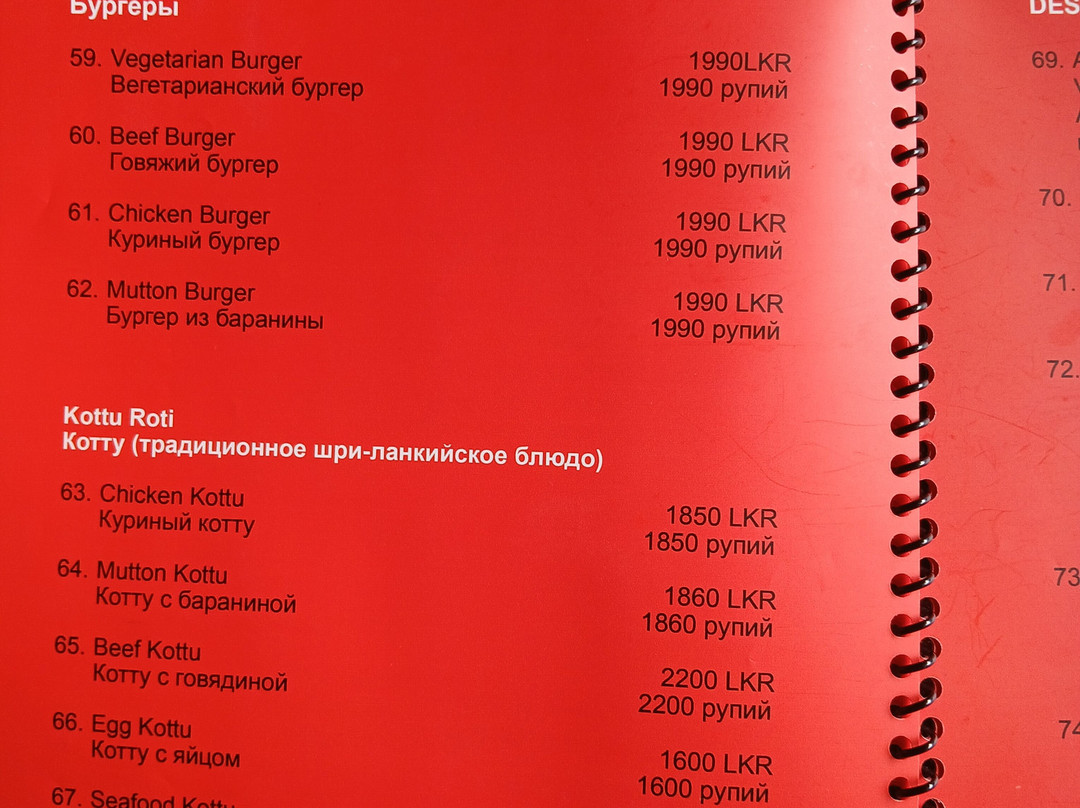 Бургеры
59. Vegetarian Burger 1990LKR
Вегетарианский бургер 1990 рупий
60. Beef Burger 1990 LKR
Говяжий бургер 1990 рупий
61. Chicken Burger 1990 LKR
Куриный бургер 1990 рупий
62. Mutton Burger 1990 LKR
Бургер из баранины 1990 рупий
Kottu Roti
Котту (традиционное шри-ланкийское блюдо)
63. Chicken Kottu 1850 LKR
Куриный котту 1850 рупий
64. Mutton Kottu 1860 LKR
Котту с бараниной 1860 рупий
65. Beef Kottu 2200 LKR
Котту с говядиной 2200 рупий
66. Egg Kottu 1600 LKR
Котту с яйцом 1600 рупий
67. Seafood Kottu
DES
69. A
70.
71.
72.
73
74